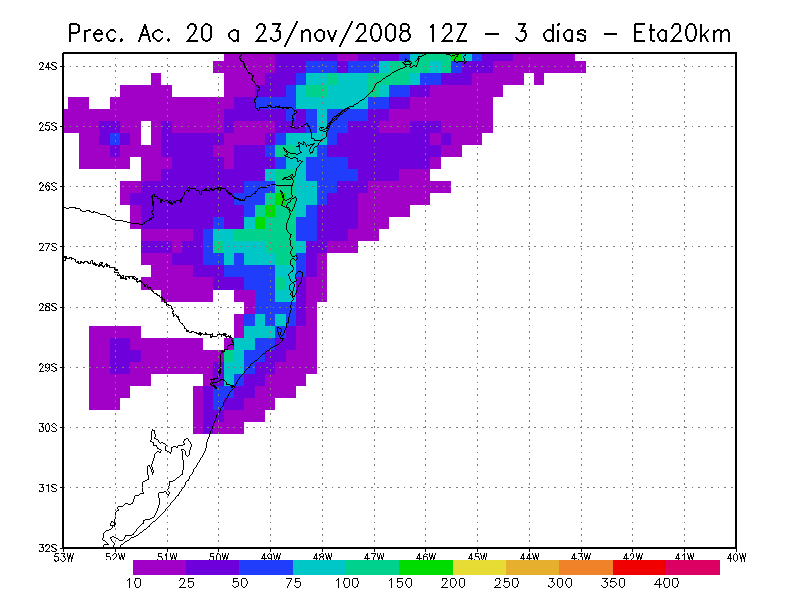 Prec. Ac. 20 a 23/nov/2008 12Z – 3 dias – Eta20km
24S
25S
26S
27S
28S
29S
30S
31S
32S
53W 52W 51W 50W 49W 48W 47W 46W 45W 44W 43W 42W 41W 40W
10 25 50 75 100 150 200 250 300 350 400